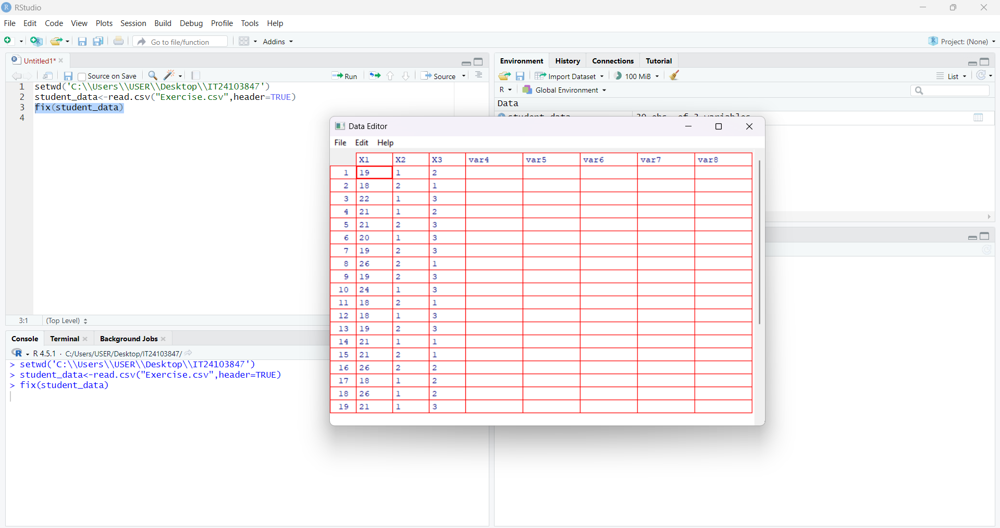 RStudio
File Edit Code View Plots Session Build Debug Profile Tools Help
Go to file/function Addins Project: (None)
Untitled1*
Source on Save Run Source
1 setwd('C:\\Users\\USER\\Desktop\\IT24103847')
2 student_data<-read.csv("Exercise.csv",header=TRUE)
3 fix(student_data)
4
3:1 (Top Level)
Console Terminal Background Jobs
R 4.5.1 · C:/Users/USER/Desktop/IT24103847/
> setwd('C:\\Users\\USER\\Desktop\\IT24103847')
> student_data<-read.csv("Exercise.csv",header=TRUE)
> fix(student_data)
Environment History Connections Tutorial
Import Dataset 100 MiB List
R Global Environment
Data
student_data 30 obs. of 3 variables
Data Editor
File Edit Help
X1 X2 X3 var4 var5 var6 var7 var8
1 19 1 2
2 18 2 1
3 22 1 3
4 21 1 2
5 21 2 3
6 20 1 3
7 19 2 3
8 26 2 1
9 19 2 3
10 24 1 3
11 18 2 1
12 18 1 3
13 19 2 3
14 21 1 1
15 21 2 1
16 26 2 2
17 18 1 2
18 26 1 2
19 21 1 3